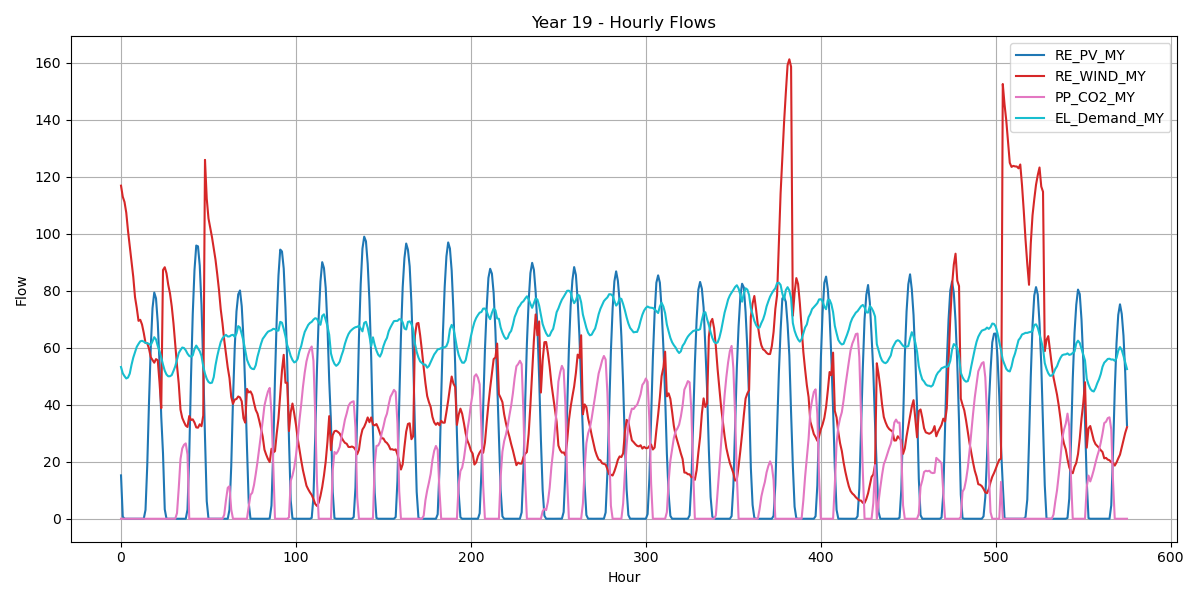 Year 19 - Hourly Flows
RE_PV_MY
RE_WIND_MY
PP_CO2_MY
EL_Demand_MY
Flow
160
140
120
100
80
60
40
20
0
0 100 200 300 400 500 600
Hour